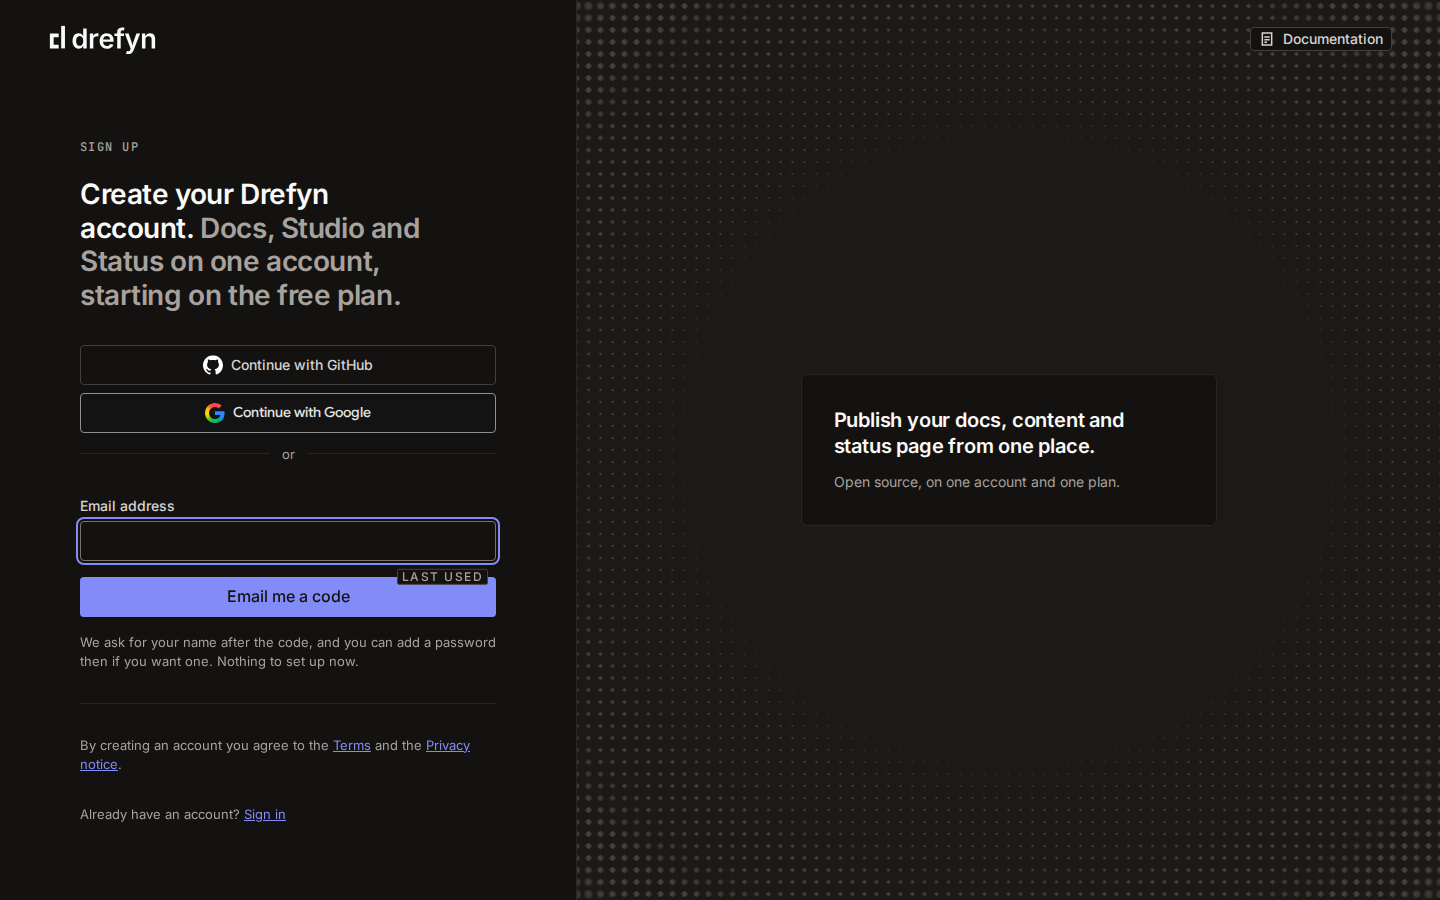 drefyn
Documentation
SIGN UP
Create your Drefyn
account. Docs, Studio and
Status on one account,
starting on the free plan.
Continue with GitHub
Continue with Google
or
Email address
LAST USED
Email me a code
We ask for your name after the code, and you can add a password
then if you want one. Nothing to set up now.
By creating an account you agree to the Terms and the Privacy
notice.
Already have an account? Sign in
Publish your docs, content and
status page from one place.
Open source, on one account and one plan.